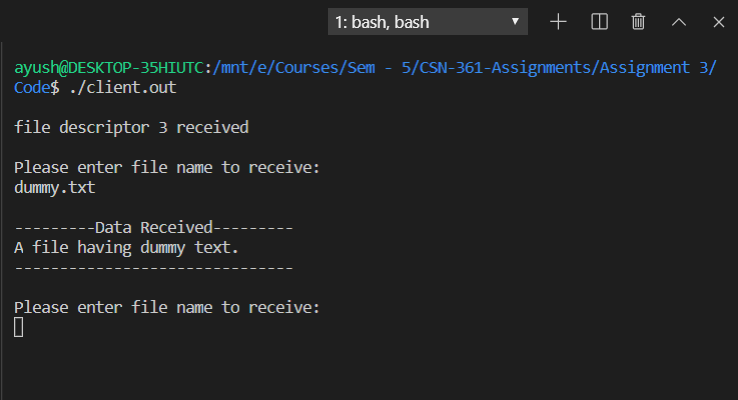 1: bash, bash
ayush@DESKTOP-35HIUTC:/mnt/e/Courses/Sem - 5/CSN-361-Assignments/Assignment 3/
Code$ ./client.out
file descriptor 3 received
Please enter file name to receive:
dummy.txt
---------Data Received---------
A file having dummy text.
-------------------------------
Please enter file name to receive: